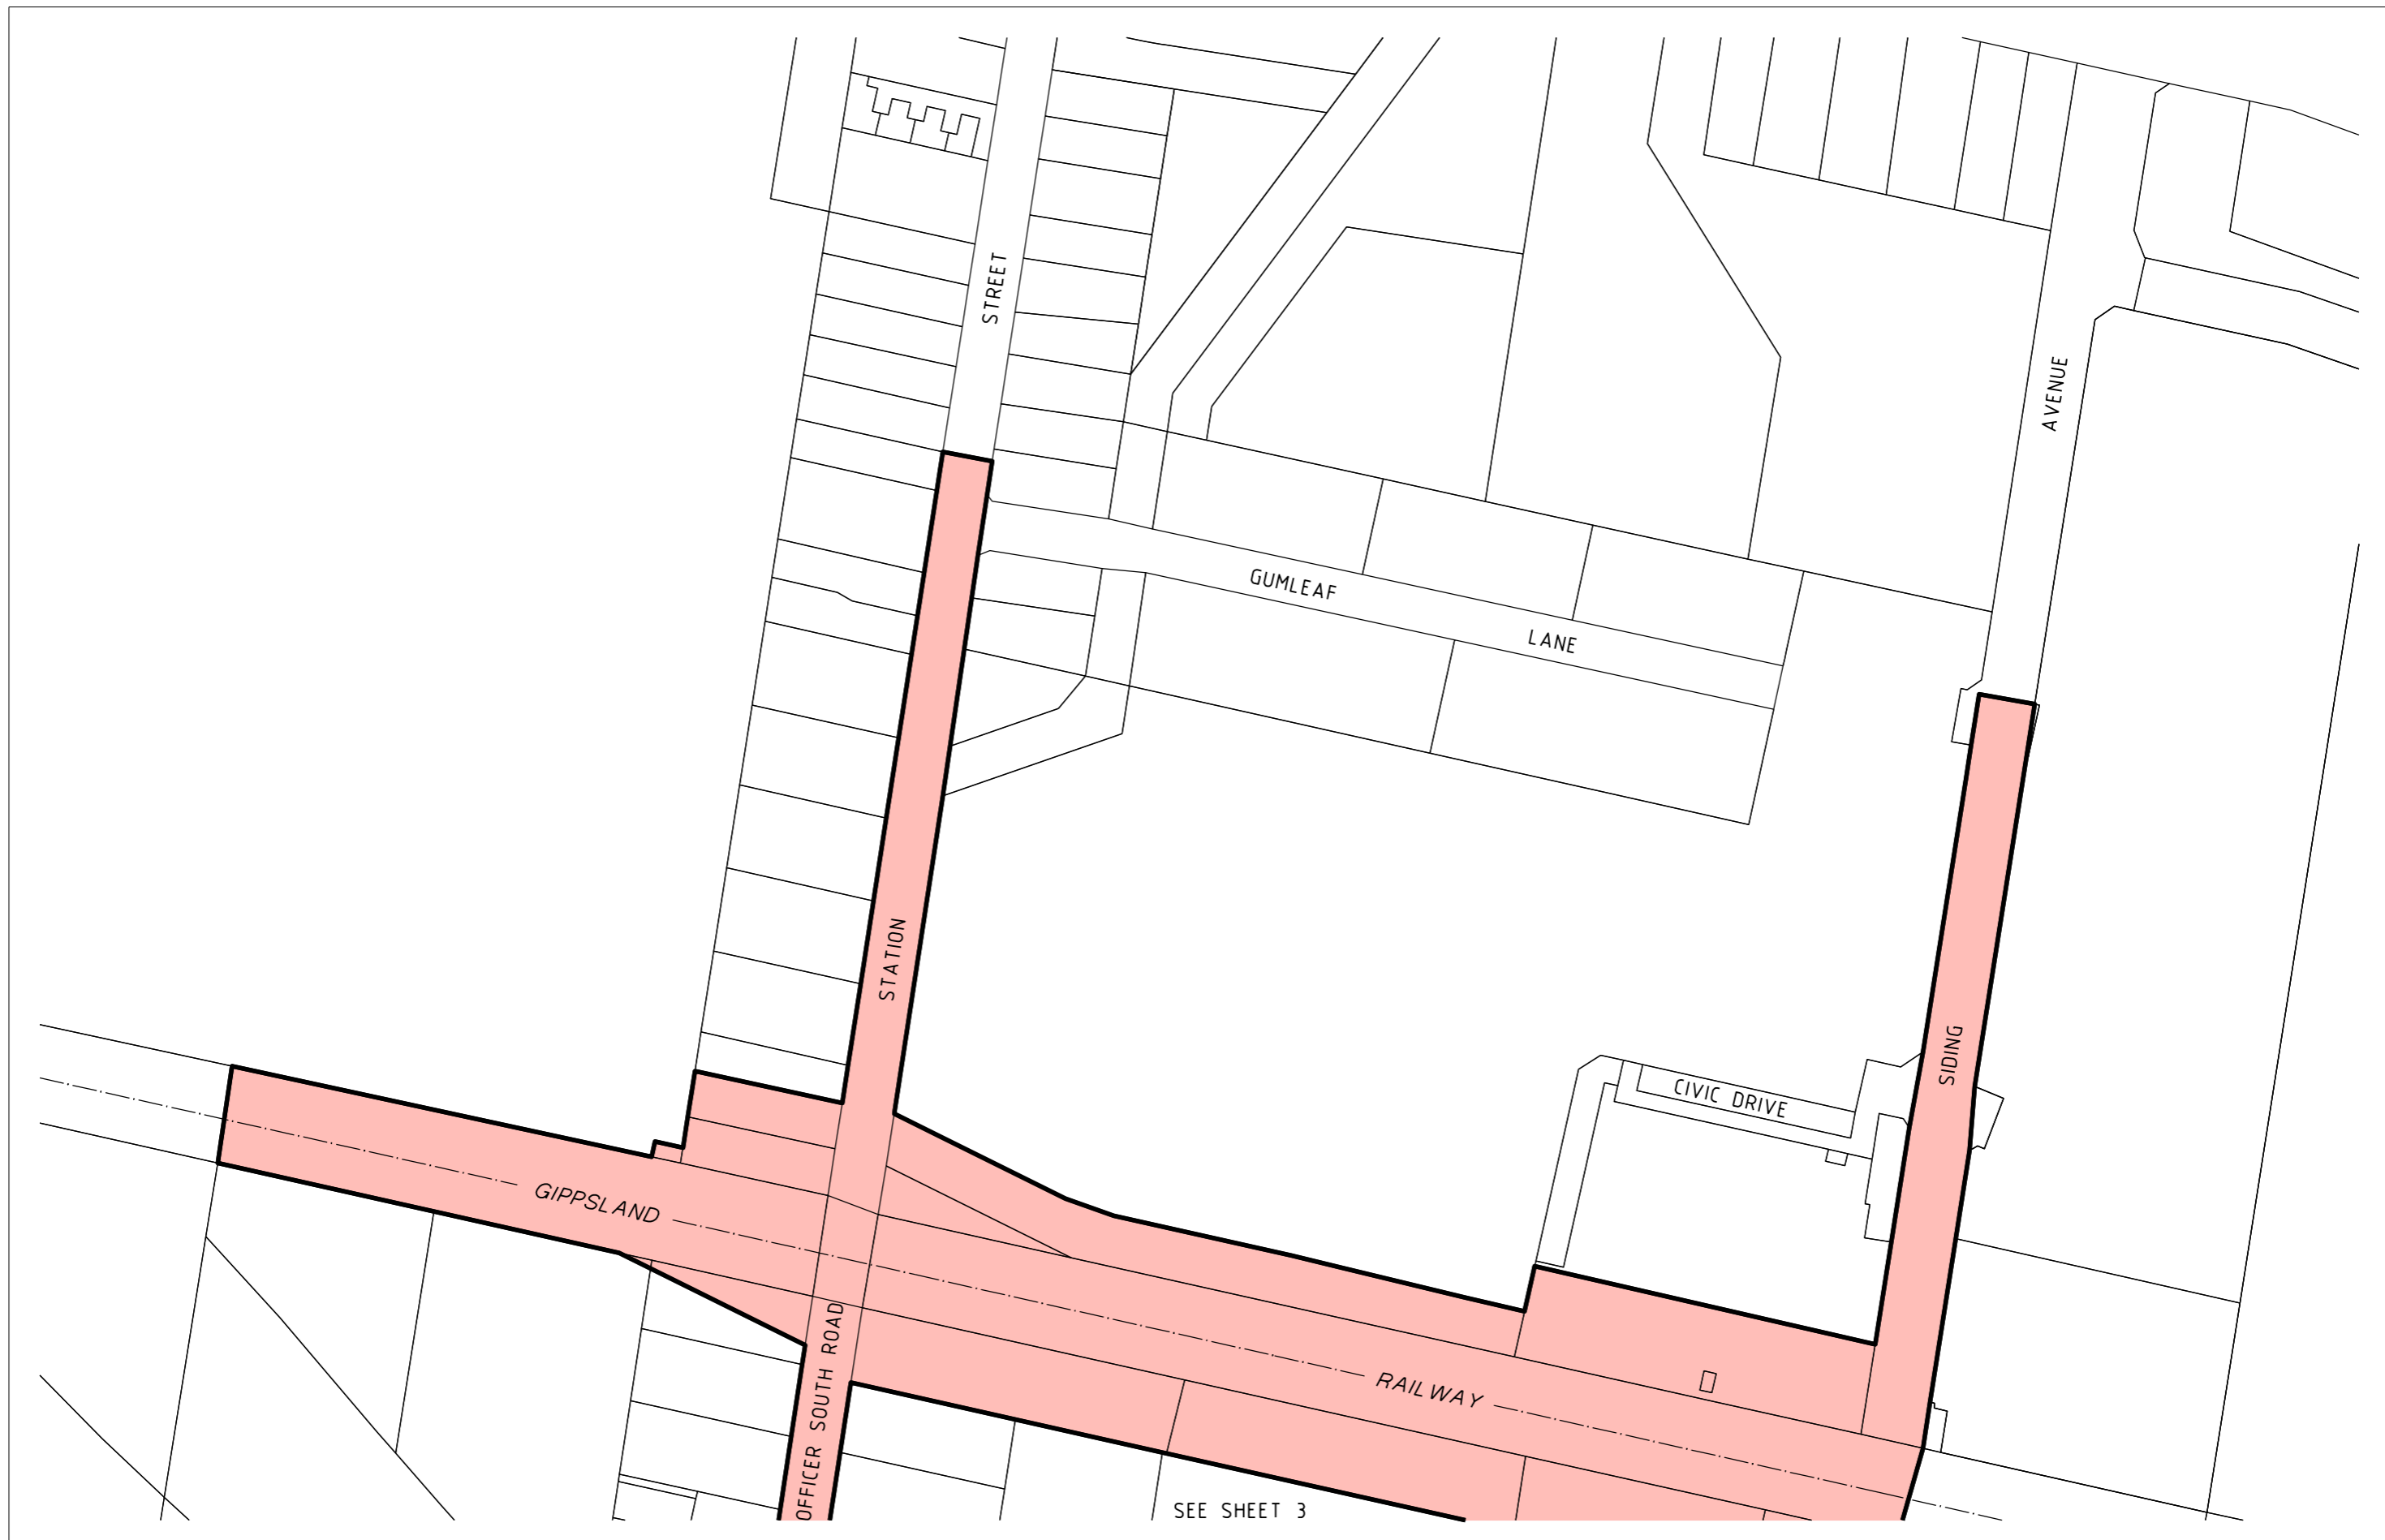 STREET
AVENUE
GUMLEAF
LANE
STATION
SIDING
CIVIC DRIVE
GIPPSLAND
OFFICER SOUTH ROAD
RAILWAY
SEE SHEET 3